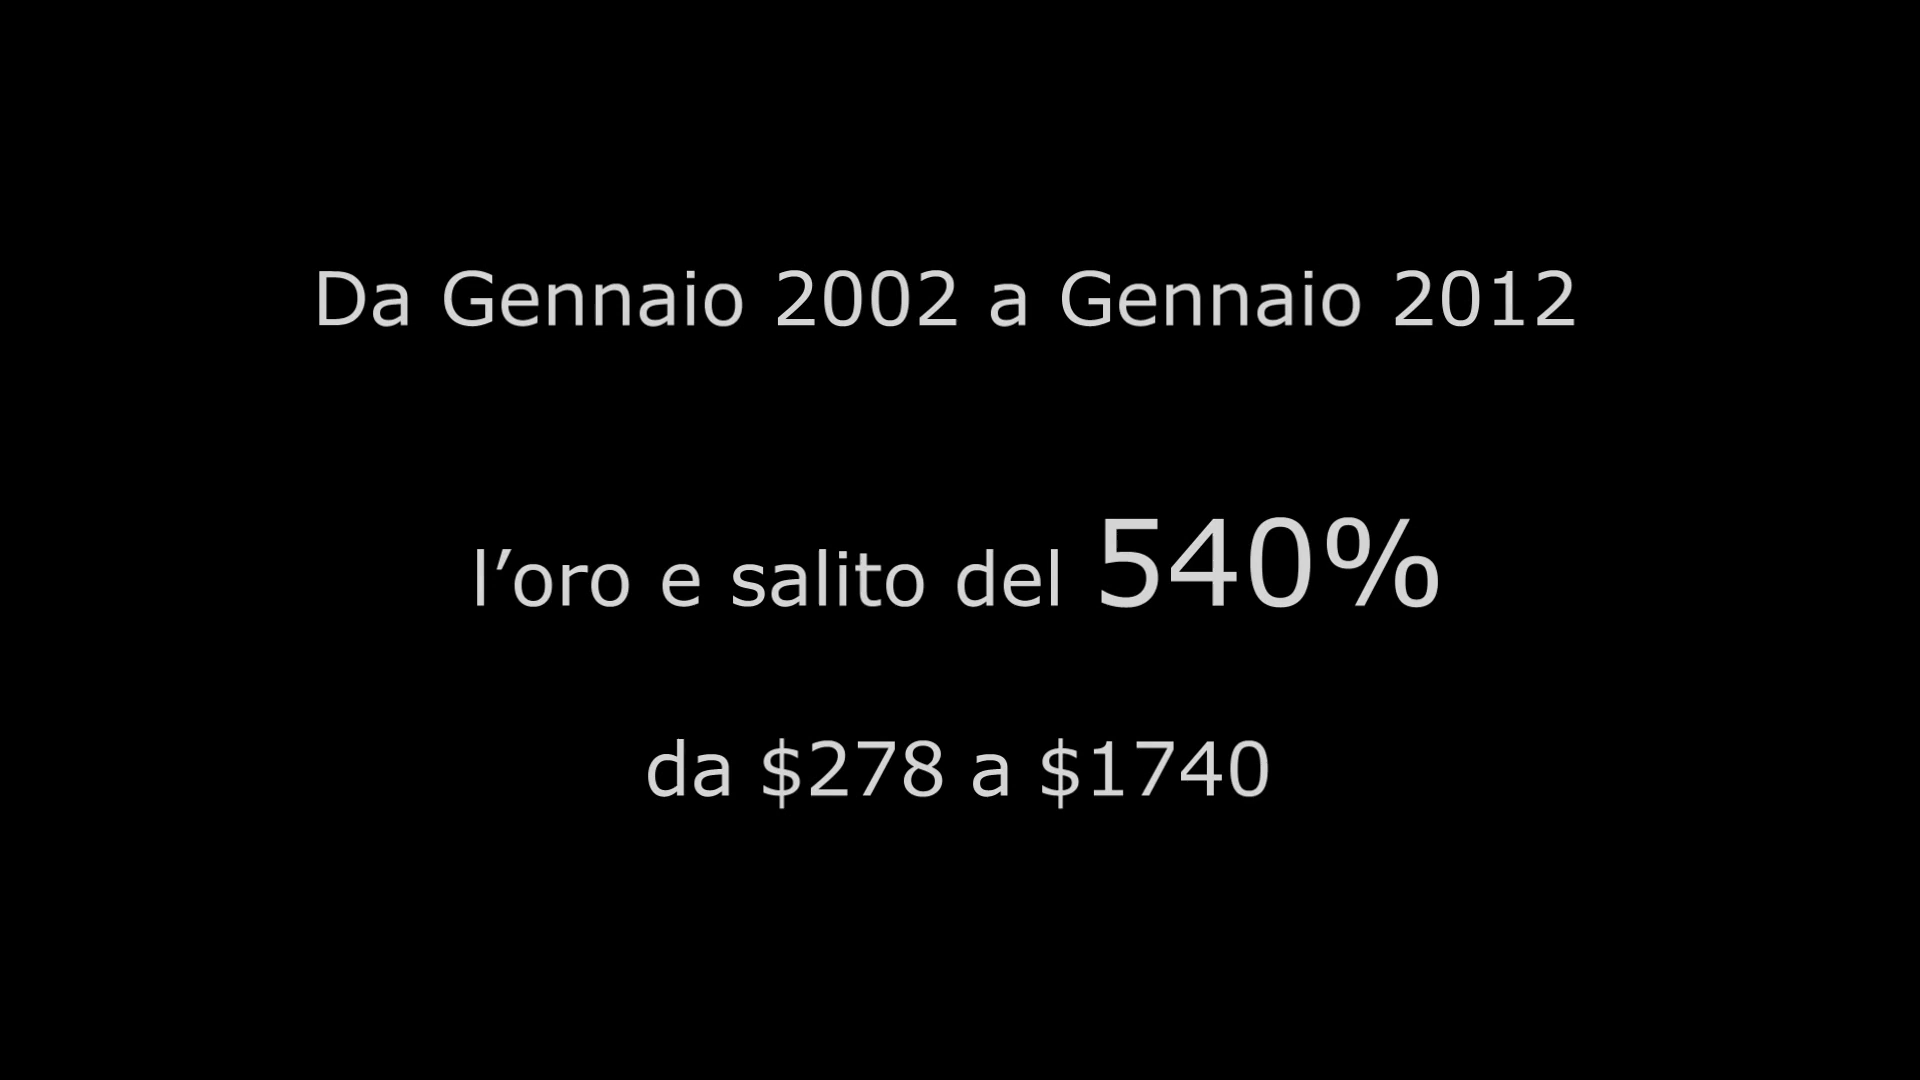 Da Gennaio 2002 a Gennaio 2012
l’oro e salito del 540%
da $278 a $1740